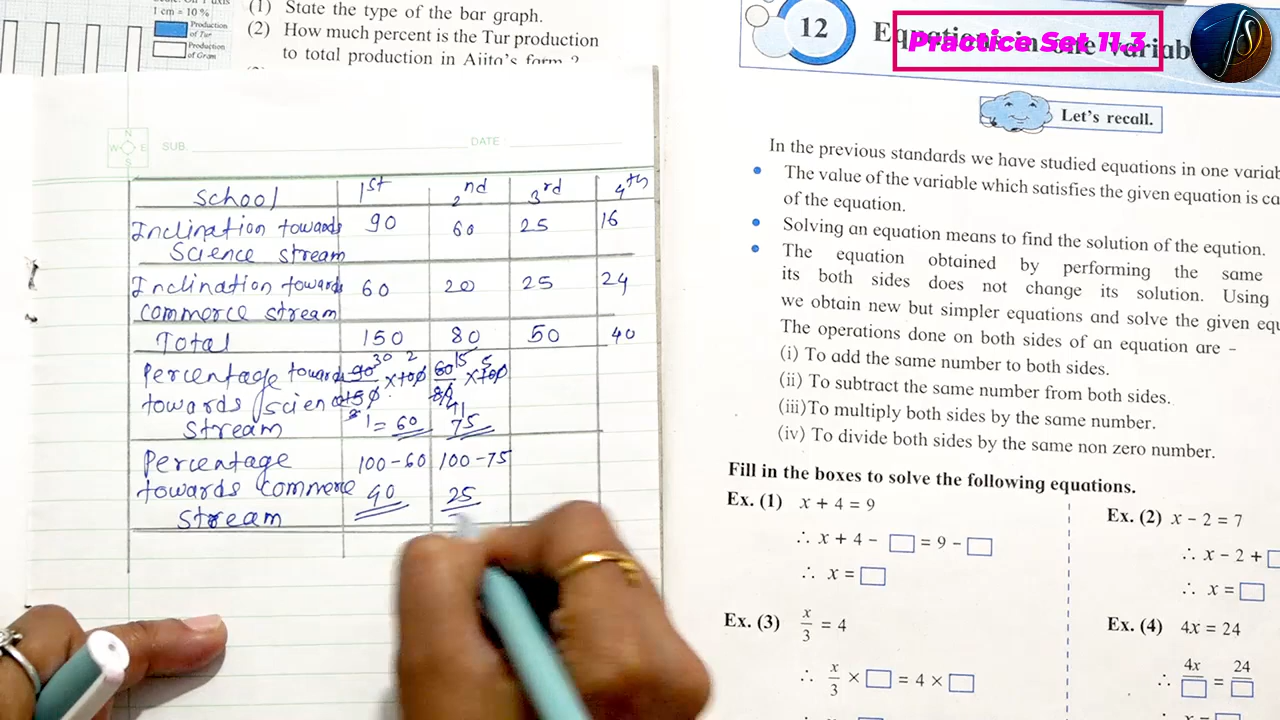 1 cm = 10 %
Production
of Tur
Production
of Gram
(1) State the type of the bar graph.
(2) How much percent is the Tur production
to total production in Ajita's farm ?
N
W E
S
SUB.
DATE :
School 1st 2nd 3rd 4th
Inclination towards 90 60 25 16
Science stream
Inclination towards 60 20 25 24
commerce stream
Total 150 80 50 40
Percentage towards
towards science
stream
90 30 2
150 × 100
1 = 60
60 15 5
80 × 100
4 1
75
Percentage 100-60 100-75
towards commerce 40 25
stream
12 Equations in one variab
Practice Set 11.3
Let's recall.
In the previous standards we have studied equations in one variab
• The value of the variable which satisfies the given equation is ca
of the equation.
• Solving an equation means to find the solution of the eqution.
• The equation obtained by performing the same
its both sides does not change its solution. Using
we obtain new but simpler equations and solve the given equ
The operations done on both sides of an equation are –
(i) To add the same number to both sides.
(ii) To subtract the same number from both sides.
(iii)To multiply both sides by the same number.
(iv) To divide both sides by the same non zero number.
Fill in the boxes to solve the following equations.
Ex. (1) x + 4 = 9
∴ x + 4 – □ = 9 – □
∴ x = □
Ex. (2) x – 2 = 7
∴ x – 2 + □
∴ x = □
Ex. (3) x/3 = 4
∴ x/3 × □ = 4 × □
Ex. (4) 4x = 24
∴ 4x/□ = 24/□